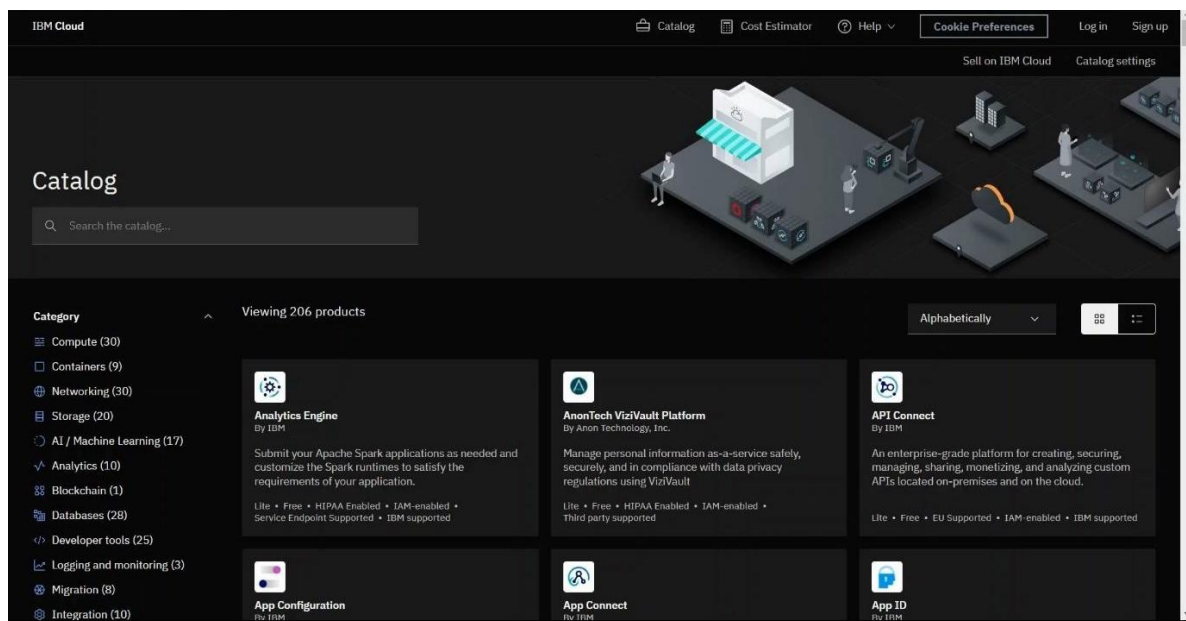 IBM Cloud
Catalog
Cost Estimator
Help
Cookie Preferences
Log in
Sign up
Sell on IBM Cloud
Catalog settings
Catalog
Search the catalog...
Category
Compute (30)
Containers (9)
Networking (30)
Storage (20)
AI / Machine Learning (17)
Analytics (10)
Blockchain (1)
Databases (28)
Developer tools (25)
Logging and monitoring (3)
Migration (8)
Integration (10)
Viewing 206 products
Alphabetically
Analytics Engine
By IBM
Submit your Apache Spark applications as needed and
customize the Spark runtimes to satisfy the
requirements of your application.
Lite • Free • HIPAA Enabled • IAM-enabled •
Service Endpoint Supported • IBM supported
AnonTech ViziVault Platform
By Anon Technology, Inc.
Manage personal information as-a-service safely,
securely, and in compliance with data privacy
regulations using ViziVault
Lite • Free • HIPAA Enabled • IAM-enabled •
Third party supported
API Connect
By IBM
An enterprise-grade platform for creating, securing,
managing, sharing, monetizing, and analyzing custom
APIs located on-premises and on the cloud.
Lite • Free • EU Supported • IAM-enabled • IBM supported
App Configuration
By IBM
App Connect
By IBM
App ID
By IBM